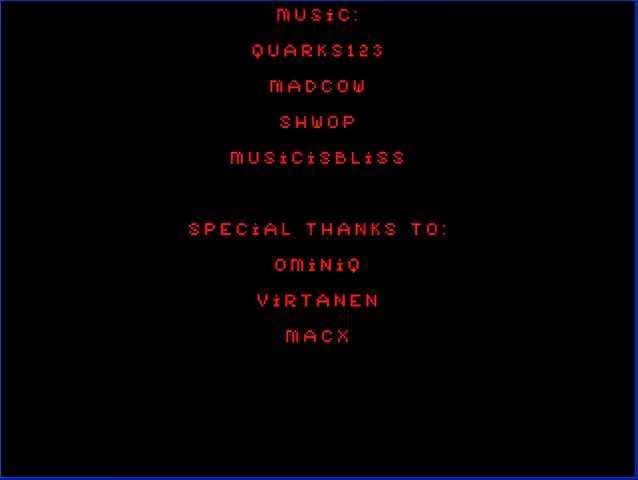 MUSiC:
QUARKS123
MADCOW
SHWOP
MUSiCiSBLiSS
SPECiAL THANKS TO:
OMiNiQ
ViRTANEN
MACX